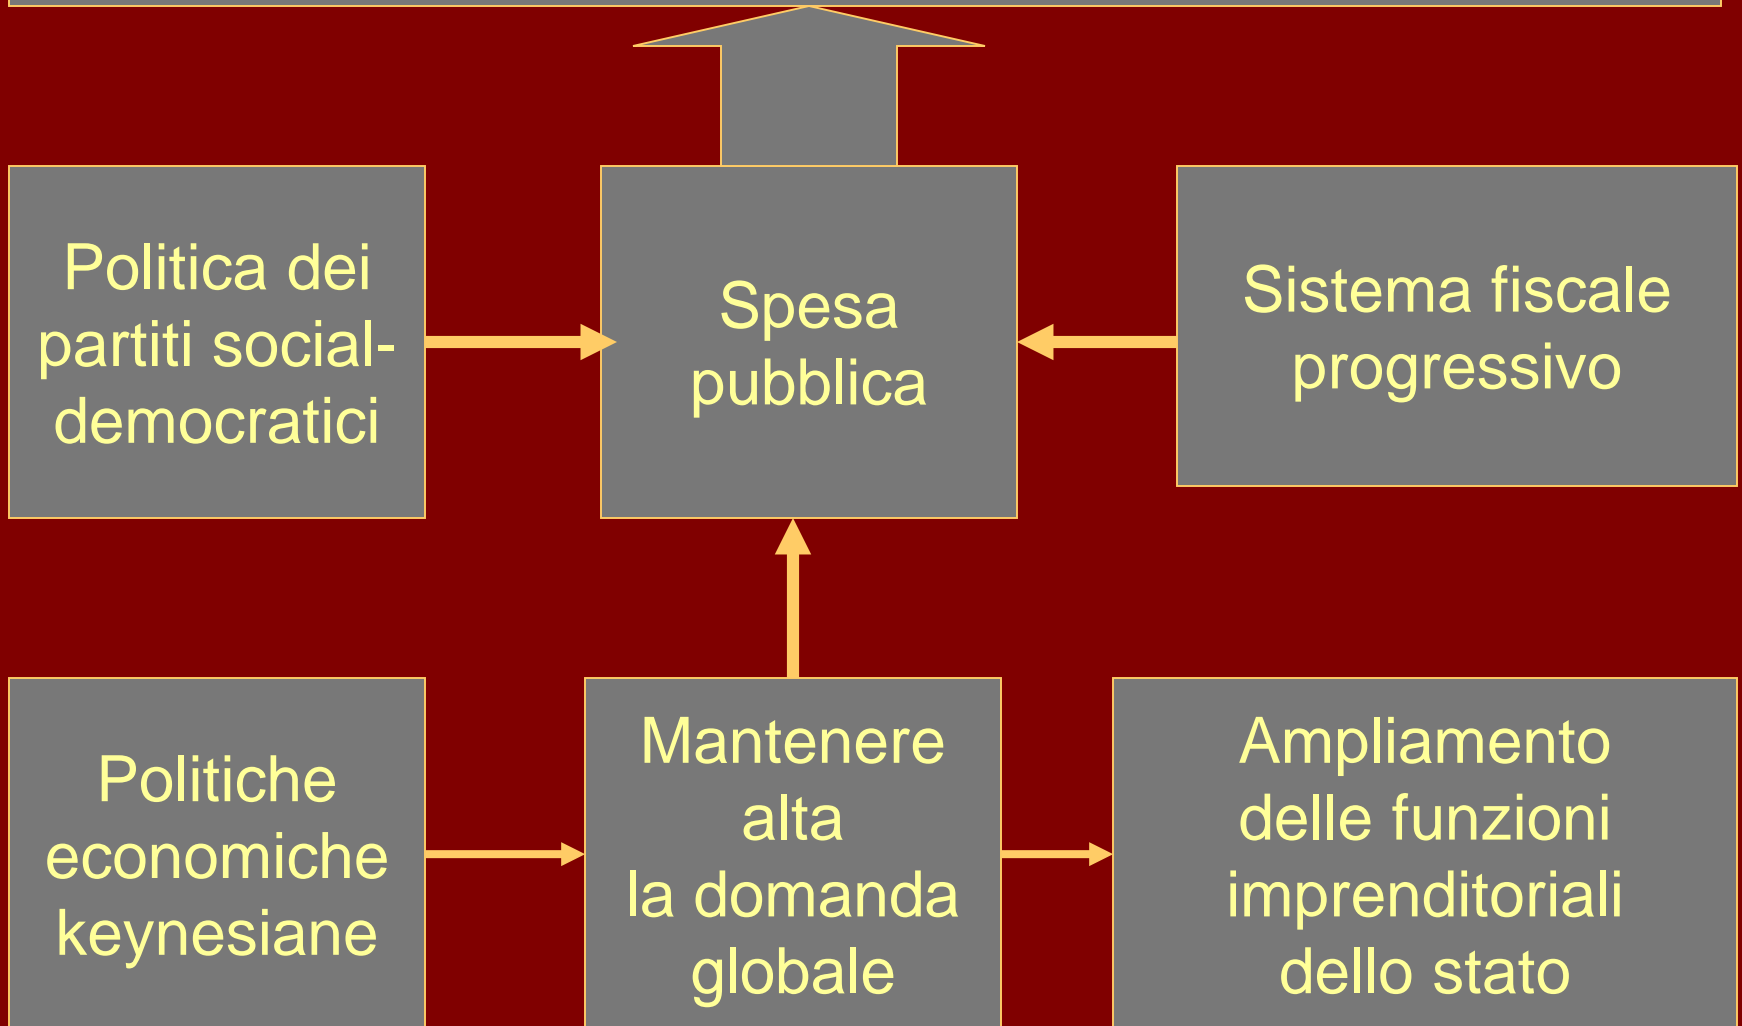 Politica dei
partiti social-
democratici
Spesa
pubblica
Sistema fiscale
progressivo
Politiche
economiche
keynesiane
Mantenere
alta
la domanda
globale
Ampliamento
delle funzioni
imprenditoriali
dello stato